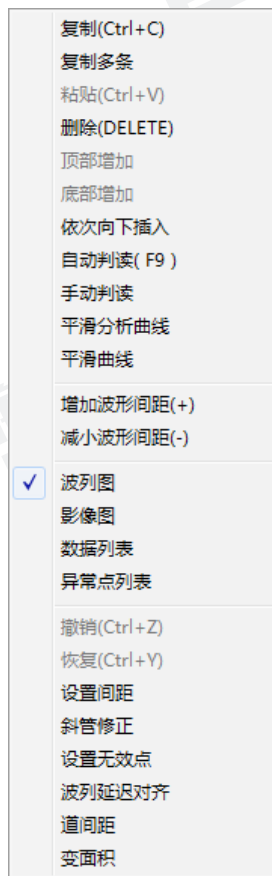 复制(Ctrl+C)
复制多条
粘贴(Ctrl+V)
删除(DELETE)
顶部增加
底部增加
依次向下插入
自动判读( F9 )
手动判读
平滑分析曲线
平滑曲线
增加波形间距(+)
减小波形间距(-)
波列图
影像图
数据列表
异常点列表
撤销(Ctrl+Z)
恢复(Ctrl+Y)
设置间距
斜管修正
设置无效点
波列延迟对齐
道间距
变面积